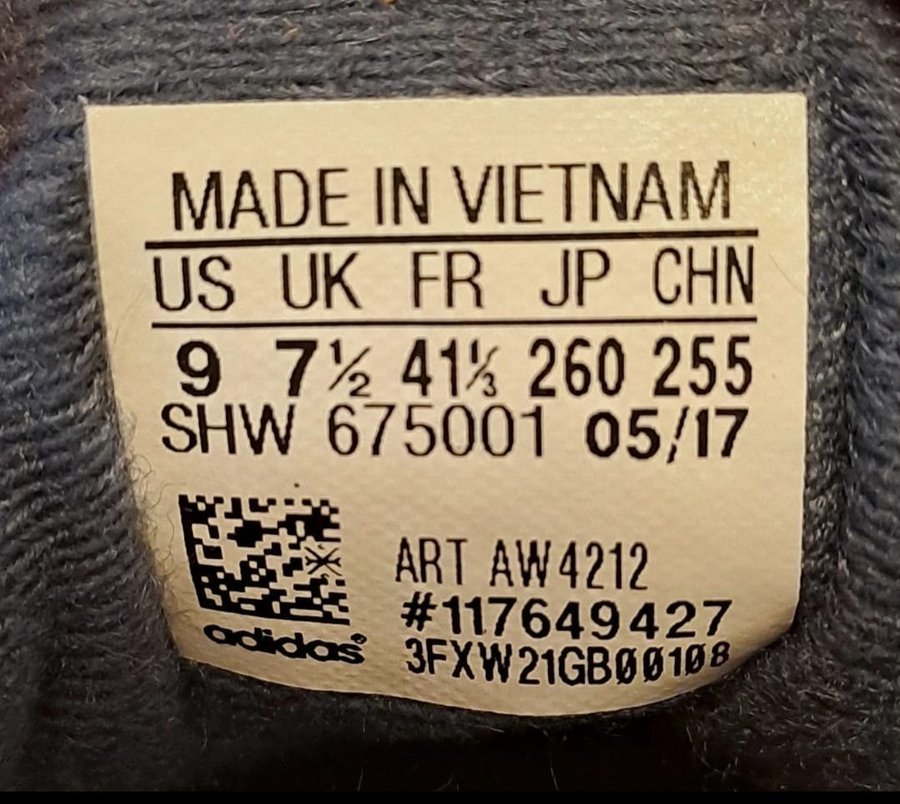 MADE IN VIETNAM
US UK FR JP CHN
9 7½ 41⅓ 260 255
SHW 675001 05/17
ART AW4212
#117649427
adidas®
3FXW21GB00108